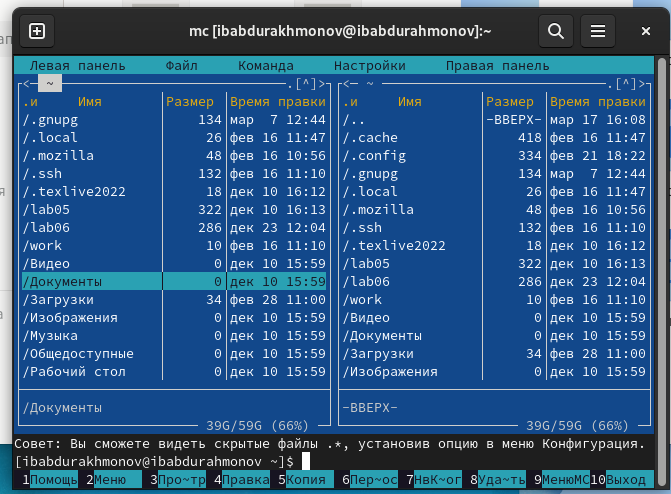 mc [ibabdurakhmonov@ibabdurahmonov]:~
Левая панель Файл Команда Настройки Правая панель
<─ ~ .[^]> <─ ~ .[^]>
.и Имя Размер Время правки .и Имя Размер Время правки
/.gnupg 134 мар 7 12:44 /.. -ВВЕРХ- мар 17 16:08
/.local 26 фев 16 11:47 /.cache 418 фев 16 11:47
/.mozilla 48 фев 16 10:56 /.config 334 фев 21 18:22
/.ssh 132 фев 16 11:10 /.gnupg 134 мар 7 12:44
/.texlive2022 18 дек 10 16:12 /.local 26 фев 16 11:47
/lab05 322 дек 10 16:13 /.mozilla 48 фев 16 10:56
/lab06 286 дек 23 12:04 /.ssh 132 фев 16 11:10
/work 10 фев 16 11:10 /.texlive2022 18 дек 10 16:12
/Видео 0 дек 10 15:59 /lab05 322 дек 10 16:13
/Документы 0 дек 10 15:59 /lab06 286 дек 23 12:04
/Загрузки 34 фев 28 11:00 /work 10 фев 16 11:10
/Изображения 0 дек 10 15:59 /Видео 0 дек 10 15:59
/Музыка 0 дек 10 15:59 /Документы 0 дек 10 15:59
/Общедоступные 0 дек 10 15:59 /Загрузки 34 фев 28 11:00
/Рабочий стол 0 дек 10 15:59 /Изображения 0 дек 10 15:59
/Документы -ВВЕРХ-
39G/59G (66%) 39G/59G (66%)
Совет: Вы сможете видеть скрытые файлы .*, установив опцию в меню Конфигурация.
[ibabdurakhmonov@ibabdurahmonov ~]$
1Помощь 2Меню 3Про~тр 4Правка 5Копия 6Пер~ос 7НвК~ог 8Уда~ть 9МенюМС 10Выход